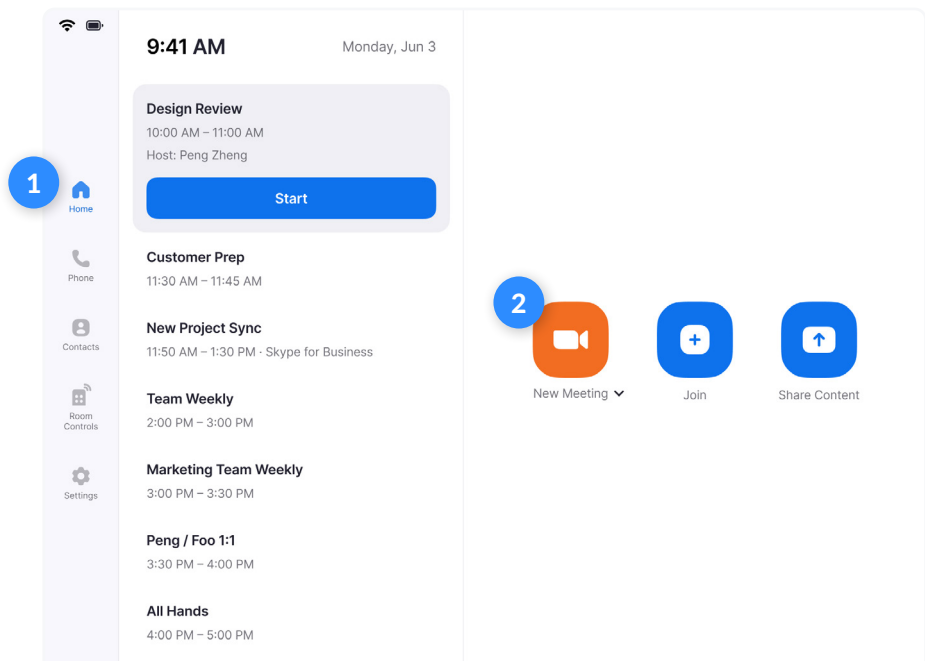 9:41 AM
Monday, Jun 3
1
Home
Phone
Contacts
Room
Controls
Settings
Design Review
10:00 AM – 11:00 AM
Host: Peng Zheng
Start
Customer Prep
11:30 AM – 11:45 AM
New Project Sync
11:50 AM – 1:30 PM · Skype for Business
Team Weekly
2:00 PM – 3:00 PM
Marketing Team Weekly
3:00 PM – 3:30 PM
Peng / Foo 1:1
3:30 PM – 4:00 PM
All Hands
4:00 PM – 5:00 PM
2
New Meeting
Join
Share Content